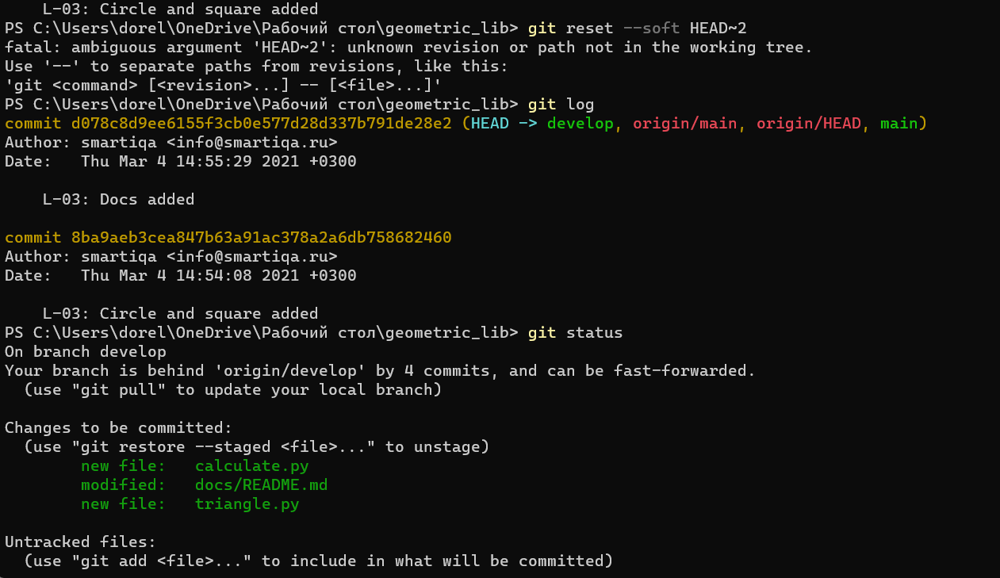 L-03: Circle and square added
PS C:\Users\dorel\OneDrive\Рабочий стол\geometric_lib> git reset --soft HEAD~2
fatal: ambiguous argument 'HEAD~2': unknown revision or path not in the working tree.
Use '--' to separate paths from revisions, like this:
'git <command> [<revision>...] -- [<file>...]'
PS C:\Users\dorel\OneDrive\Рабочий стол\geometric_lib> git log
commit d078c8d9ee6155f3cb0e577d28d337b791de28e2 (HEAD -> develop, origin/main, origin/HEAD, main)
Author: smartiqa <info@smartiqa.ru>
Date:   Thu Mar 4 14:55:29 2021 +0300
L-03: Docs added
commit 8ba9aeb3cea847b63a91ac378a2a6db758682460
Author: smartiqa <info@smartiqa.ru>
Date:   Thu Mar 4 14:54:08 2021 +0300
L-03: Circle and square added
PS C:\Users\dorel\OneDrive\Рабочий стол\geometric_lib> git status
On branch develop
Your branch is behind 'origin/develop' by 4 commits, and can be fast-forwarded.
(use "git pull" to update your local branch)
Changes to be committed:
(use "git restore --staged <file>..." to unstage)
new file:   calculate.py
modified:   docs/README.md
new file:   triangle.py
Untracked files:
(use "git add <file>..." to include in what will be committed)